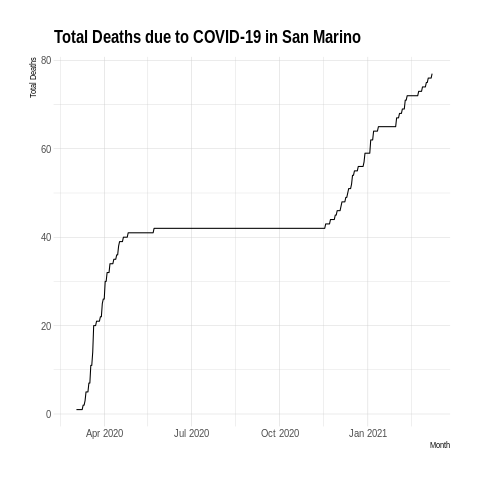 Total Deaths due to COVID-19 in San Marino
Total Deaths
80
60
40
20
0
Apr 2020 Jul 2020 Oct 2020 Jan 2021
Month